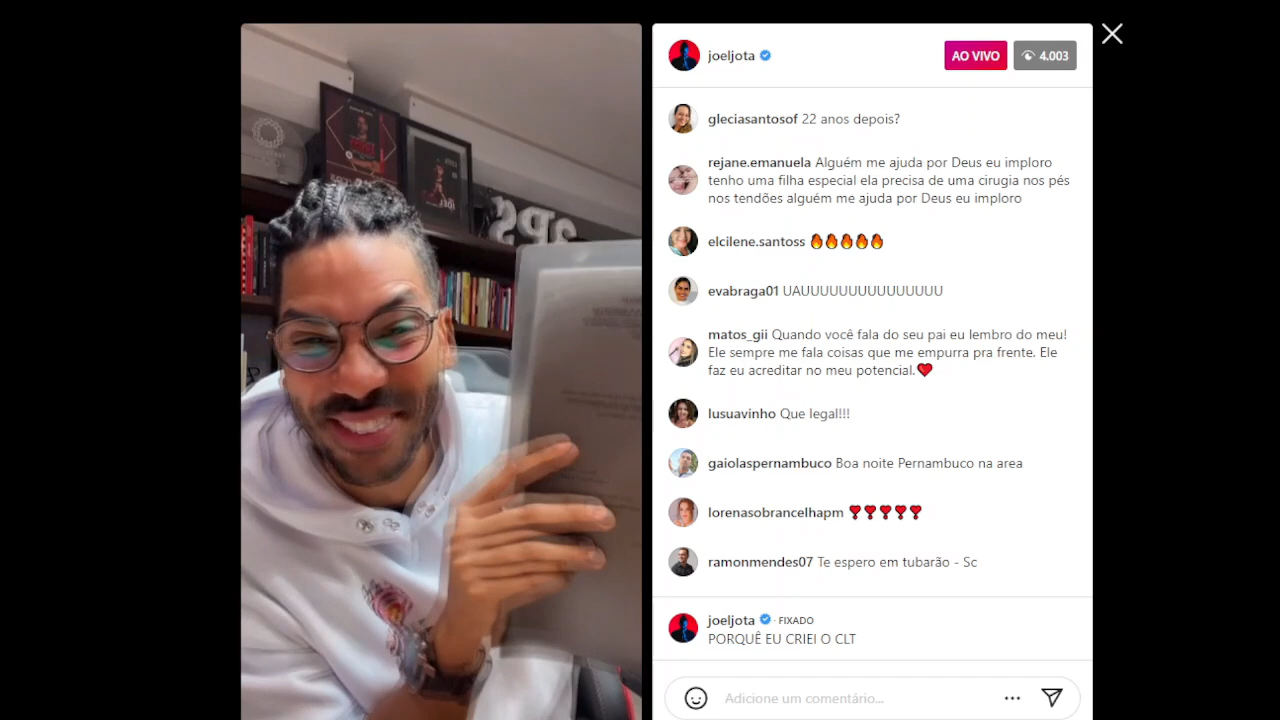 joeljota
AO VIVO
4.003
gleciasantosof 22 anos depois?
rejane.emanuela Alguém me ajuda por Deus eu imploro
tenho uma filha especial ela precisa de uma cirugia nos pés
nos tendões alguém me ajuda por Deus eu imploro
elcilene.santoss 🔥🔥🔥🔥🔥
evabraga01 UAUUUUUUUUUUUUUUU
matos_gii Quando você fala do seu pai eu lembro do meu!
Ele sempre me fala coisas que me empurra pra frente. Ele
faz eu acreditar no meu potencial.❤️
lusuavinho Que legal!!!
gaiolaspernambuco Boa noite Pernambuco na area
lorenasobrancelhapm ❣️❣️❣️❣️❣️
ramonmendes07 Te espero em tubarão - Sc
joeljota · FIXADO
PORQUÊ EU CRIEI O CLT
Adicione um comentário...